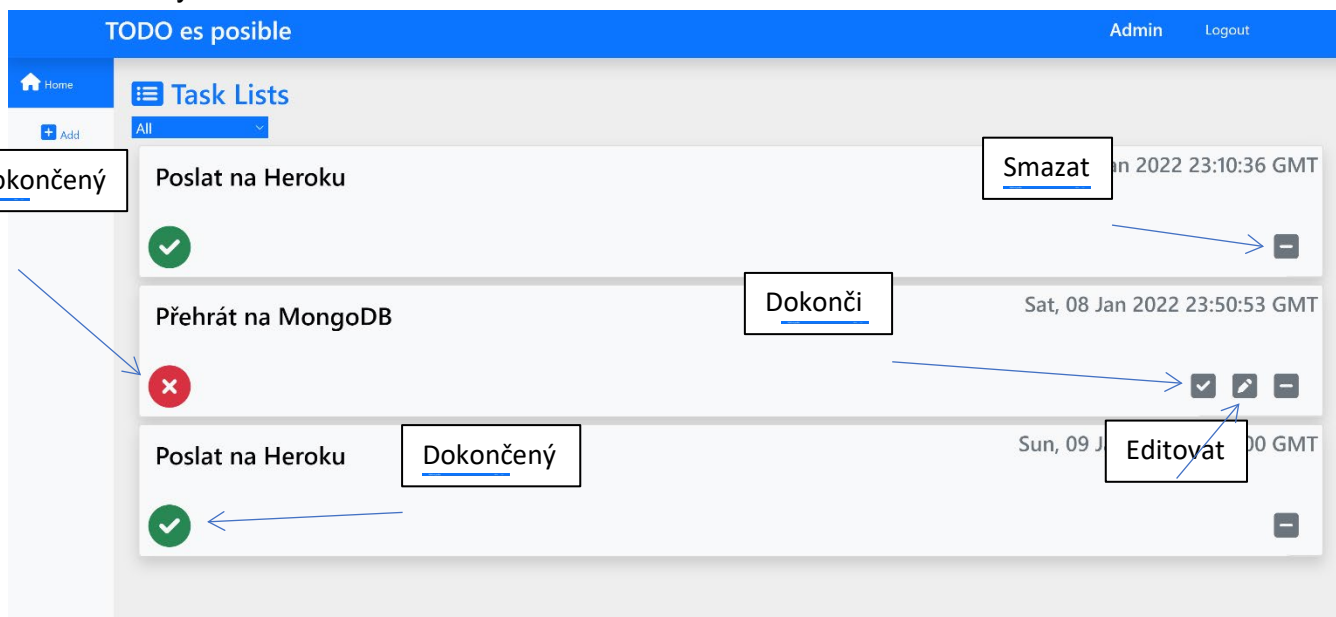 TODO es posible
Admin
Logout
Home
Task Lists
Add
All
okončený
Poslat na Heroku
Smazat
an 2022 23:10:36 GMT
Přehrát na MongoDB
Dokonči
Sat, 08 Jan 2022 23:50:53 GMT
Poslat na Heroku
Dokončený
Sun, 09 J
Editovat
00 GMT